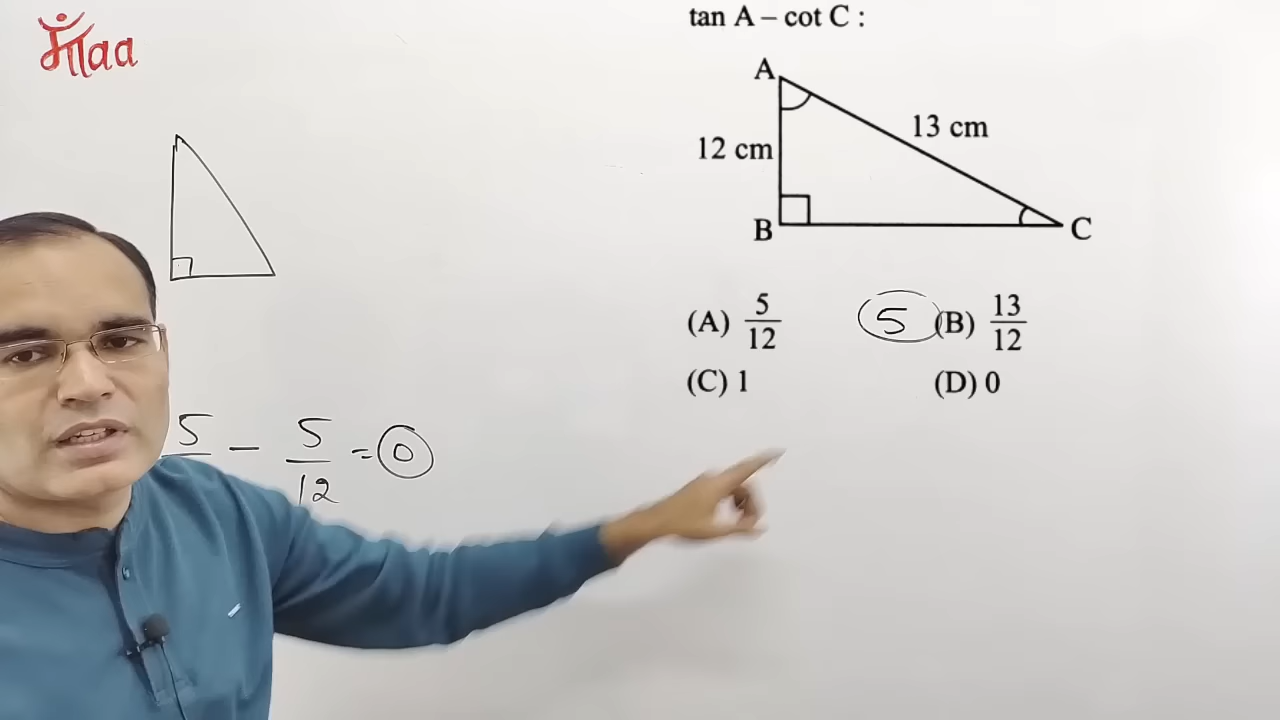 माँaa
tan A – cot C :
A
13 cm
12 cm
B
C
(A) 5/12
5
(B) 13/12
(C) 1
(D) 0
5 – 5/12 = 0